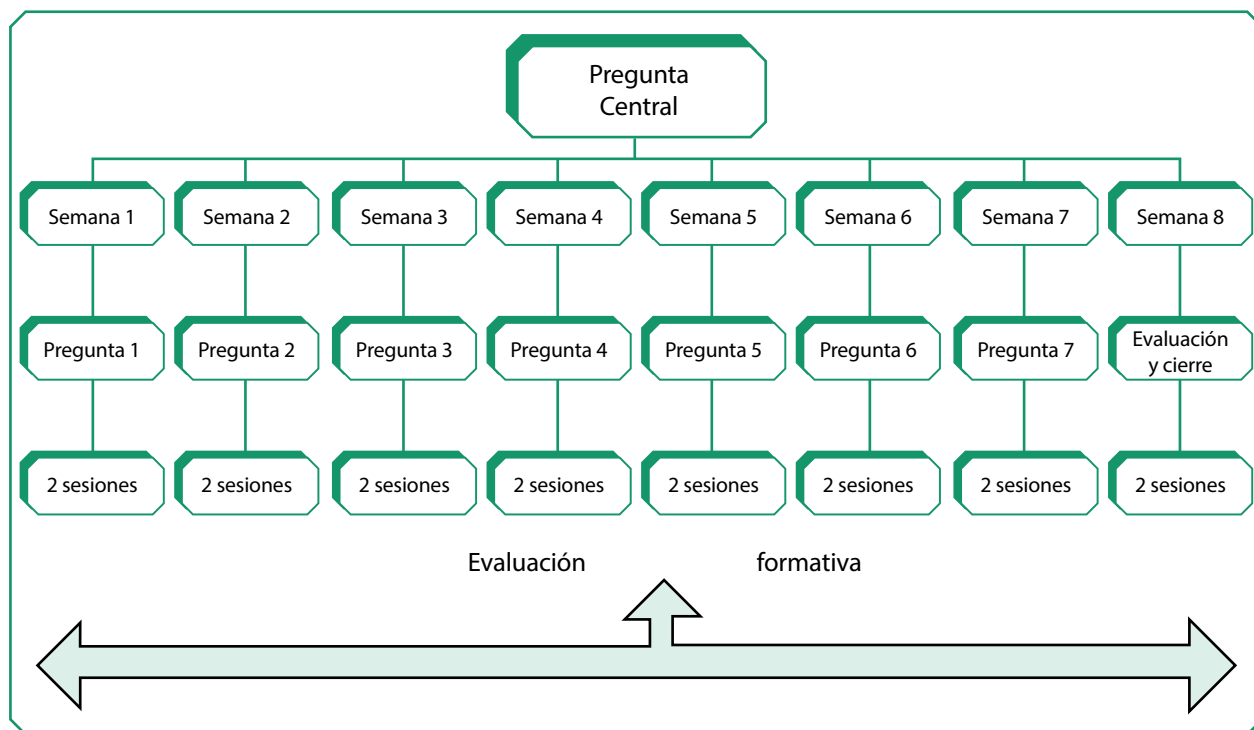 Pregunta
Central
Semana 1
Semana 2
Semana 3
Semana 4
Semana 5
Semana 6
Semana 7
Semana 8
Pregunta 1
Pregunta 2
Pregunta 3
Pregunta 4
Pregunta 5
Pregunta 6
Pregunta 7
Evaluación
y cierre
2 sesiones
2 sesiones
2 sesiones
2 sesiones
2 sesiones
2 sesiones
2 sesiones
2 sesiones
Evaluación formativa